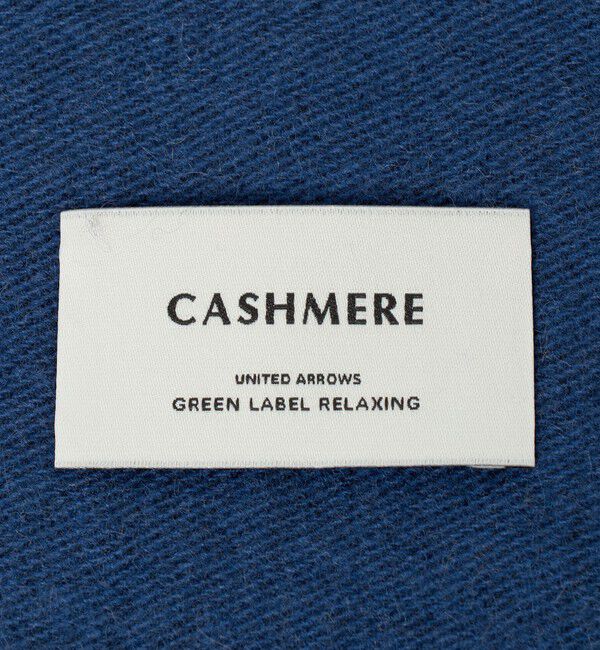 CASHMERE
UNITED ARROWS
GREEN LABEL RELAXING